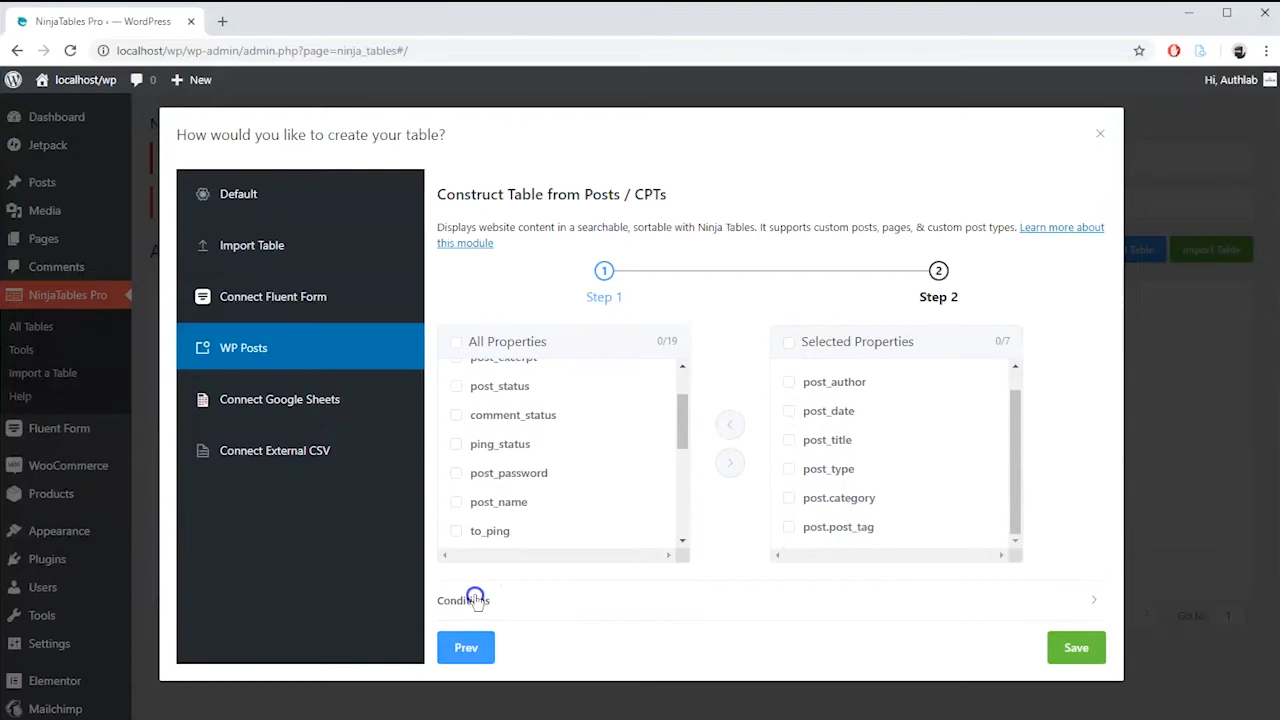 NinjaTables Pro ‹ — WordPress
localhost/wp/wp-admin/admin.php?page=ninja_tables#/
localhost/wp
0
New
Hi, Authlab
Dashboard
Jetpack
Posts
Media
Pages
Comments
NinjaTables Pro
All Tables
Tools
Import a Table
Help
Fluent Form
WooCommerce
Products
Appearance
Plugins
Users
Tools
Settings
Elementor
Mailchimp
How would you like to create your table?
Default
Import Table
Connect Fluent Form
WP Posts
Connect Google Sheets
Connect External CSV
Construct Table from Posts / CPTs
Displays website content in a searchable, sortable with Ninja Tables. It supports custom posts, pages, & custom post types. Learn more about
this module
1
2
Step 1
Step 2
All Properties 0/19
post_excerpt
post_status
comment_status
ping_status
post_password
post_name
to_ping
Selected Properties 0/7
post_author
post_date
post_title
post_type
post.category
post.post_tag
Conditions
Prev
Save
Table
Import Table
Go to 1